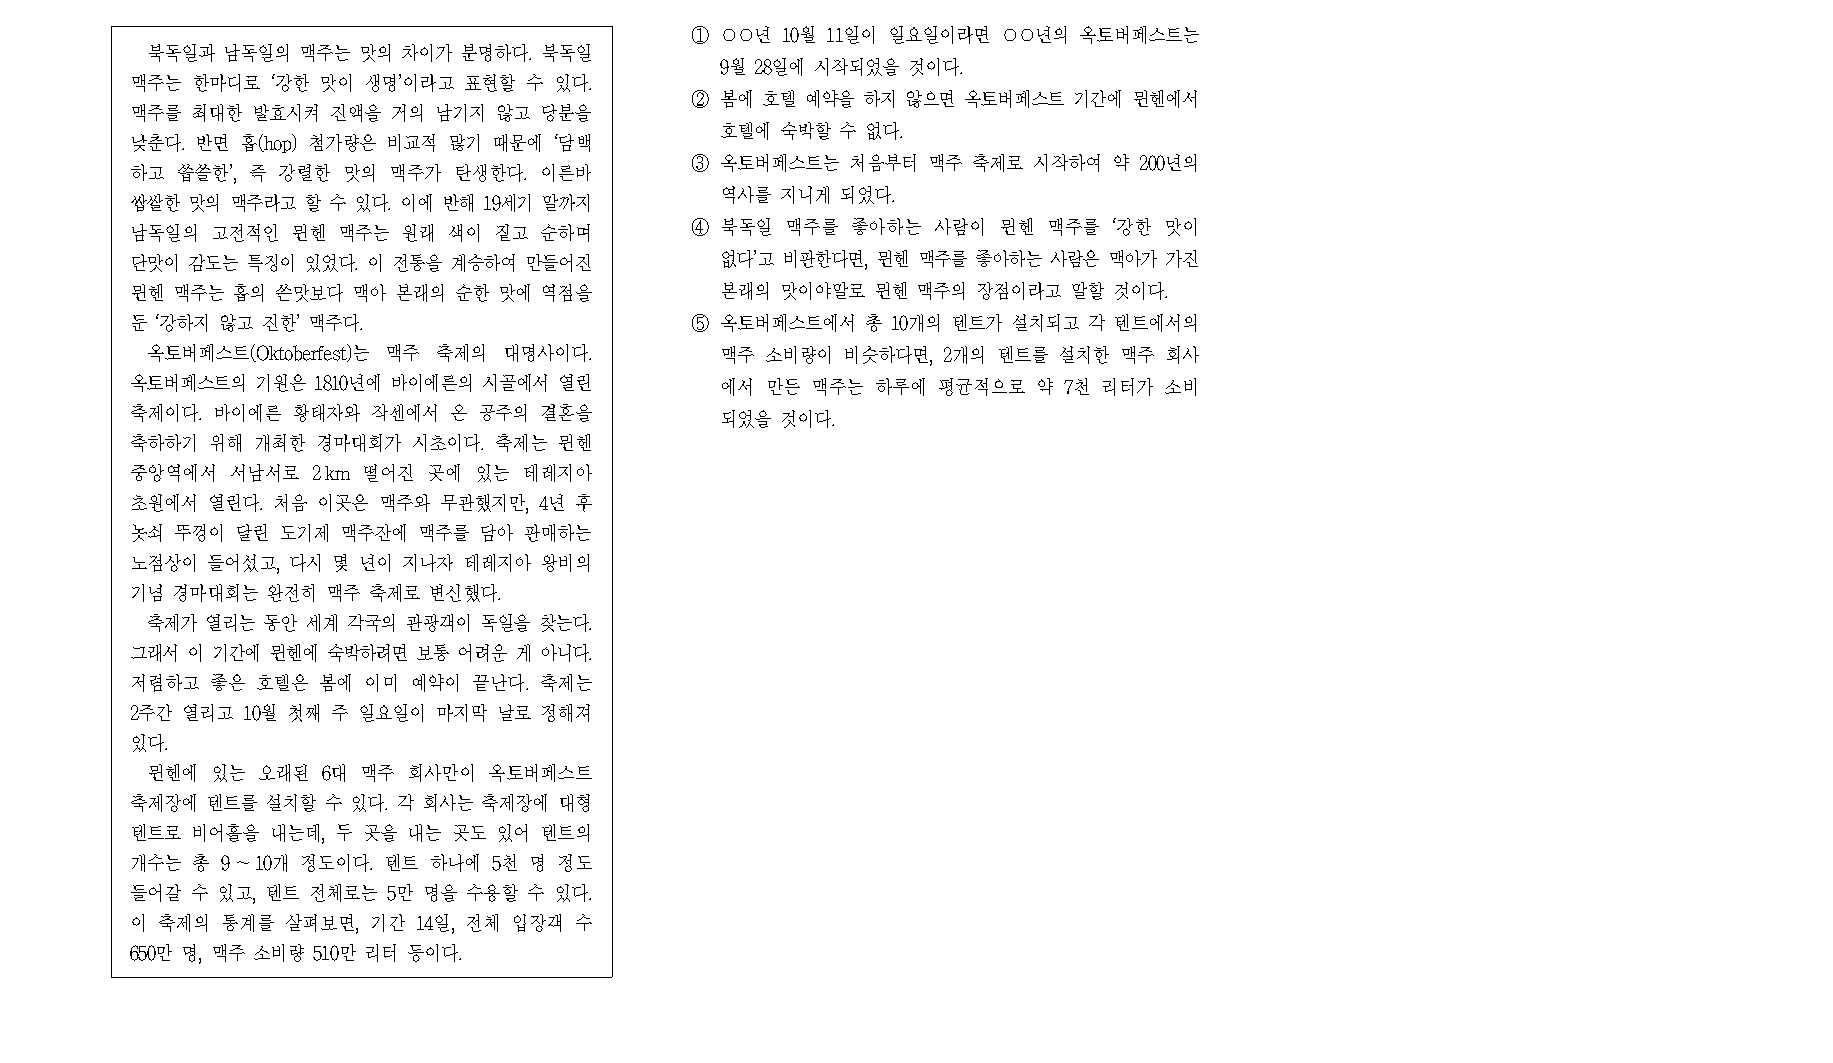 북독일과 남독일의 맥주는 맛의 차이가 분명하다. 북독일
맥주는 한마디로 ‘강한 맛이 생명’이라고 표현할 수 있다.
맥주를 최대한 발효시켜 진액을 거의 남기지 않고 당분을
낮춘다. 반면 홉(hop) 첨가량은 비교적 많기 때문에 ‘담백
하고 씁쓸한’, 즉 강렬한 맛의 맥주가 탄생한다. 이른바
쌉쌀한 맛의 맥주라고 할 수 있다. 이에 반해 19세기 말까지
남독일의 고전적인 뮌헨 맥주는 원래 색이 짙고 순하며
단맛이 감도는 특징이 있었다. 이 전통을 계승하여 만들어진
뮌헨 맥주는 홉의 쓴맛보다 맥아 본래의 순한 맛에 역점을
둔 ‘강하지 않고 진한’ 맥주다.
옥토버페스트(Oktoberfest)는 맥주 축제의 대명사이다.
옥토버페스트의 기원은 1810년에 바이에른의 시골에서 열린
축제이다. 바이에른 황태자와 작센에서 온 공주의 결혼을
축하하기 위해 개최한 경마대회가 시초이다. 축제는 뮌헨
중앙역에서 서남서로 2km 떨어진 곳에 있는 테레지아
초원에서 열린다. 처음 이곳은 맥주와 무관했지만, 4년 후
놋쇠 뚜껑이 달린 도기제 맥주잔에 맥주를 담아 판매하는
노점상이 들어섰고, 다시 몇 년이 지나자 테레지아 왕비의
기념 경마대회는 완전히 맥주 축제로 변신했다.
축제가 열리는 동안 세계 각국의 관광객이 독일을 찾는다.
그래서 이 기간에 뮌헨에 숙박하려면 보통 어려운 게 아니다.
저렴하고 좋은 호텔은 봄에 이미 예약이 끝난다. 축제는
2주간 열리고 10월 첫째 주 일요일이 마지막 날로 정해져
있다.
뮌헨에 있는 오래된 6대 맥주 회사만이 옥토버페스트
축제장에 텐트를 설치할 수 있다. 각 회사는 축제장에 대형
텐트로 비어홀을 내는데, 두 곳을 내는 곳도 있어 텐트의
개수는 총 9 ~ 10개 정도이다. 텐트 하나에 5천 명 정도
들어갈 수 있고, 텐트 전체로는 5만 명을 수용할 수 있다.
이 축제의 통계를 살펴보면, 기간 14일, 전체 입장객 수
650만 명, 맥주 소비량 510만 리터 등이다.
① ○○년 10월 11일이 일요일이라면 ○○년의 옥토버페스트는
9월 28일에 시작되었을 것이다.
② 봄에 호텔 예약을 하지 않으면 옥토버페스트 기간에 뮌헨에서
호텔에 숙박할 수 없다.
③ 옥토버페스트는 처음부터 맥주 축제로 시작하여 약 200년의
역사를 지니게 되었다.
④ 북독일 맥주를 좋아하는 사람이 뮌헨 맥주를 ‘강한 맛이
없다’고 비판한다면, 뮌헨 맥주를 좋아하는 사람은 맥아가 가진
본래의 맛이야말로 뮌헨 맥주의 장점이라고 말할 것이다.
⑤ 옥토버페스트에서 총 10개의 텐트가 설치되고 각 텐트에서의
맥주 소비량이 비슷하다면, 2개의 텐트를 설치한 맥주 회사
에서 만든 맥주는 하루에 평균적으로 약 7천 리터가 소비
되었을 것이다.